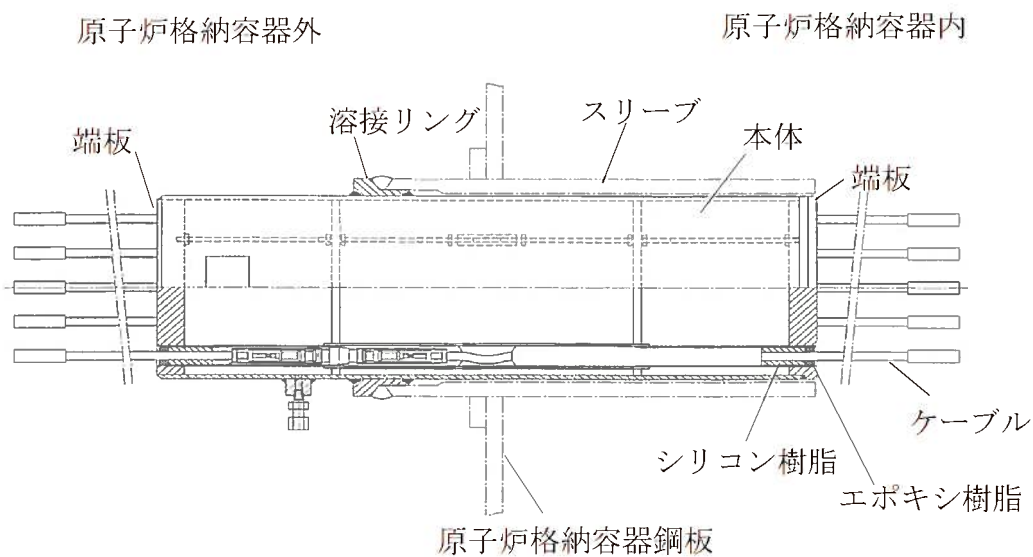 原子炉格納容器外
原子炉格納容器内
溶接リング
スリーブ
端板
本体
端板
ケーブル
シリコン樹脂
エポキシ樹脂
原子炉格納容器鋼板